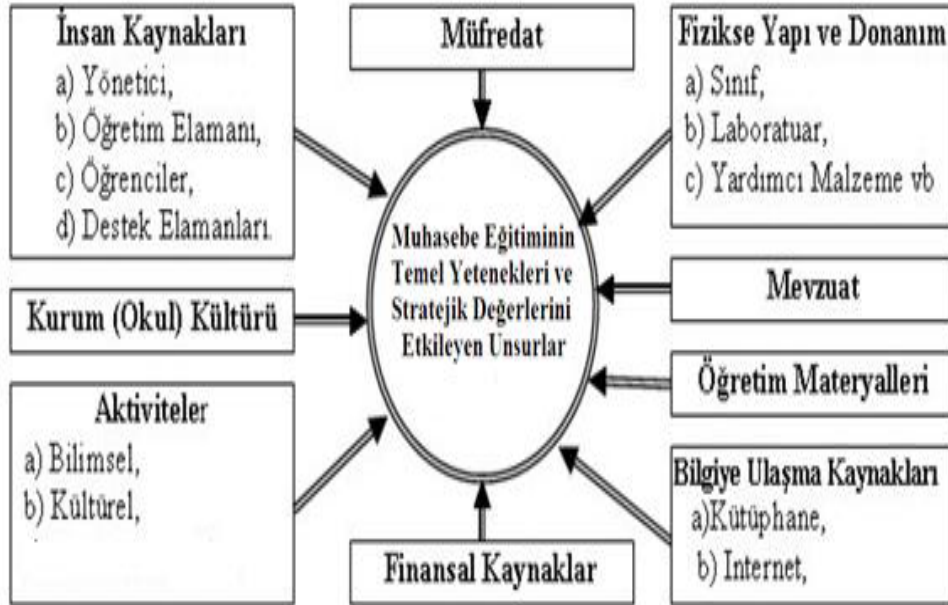 İnsan Kaynakları
a) Yönetici,
b) Öğretim Elamanı,
c) Öğrenciler,
d) Destek Elamanları.
Müfredat
Fizikse Yapı ve Donanım
a) Sınıf,
b) Laboratuar,
c) Yardımcı Malzeme vb
Muhasebe Eğitiminin
Temel Yetenekleri ve
Stratejik Değerlerini
Etkileyen Unsurlar
Kurum (Okul) Kültürü
Mevzuat
Öğretim Materyalleri
Aktiviteler
a) Bilimsel,
b) Kültürel,
Finansal Kaynaklar
Bilgiye Ulaşma Kaynakları
a)Kütüphane,
b) Internet,